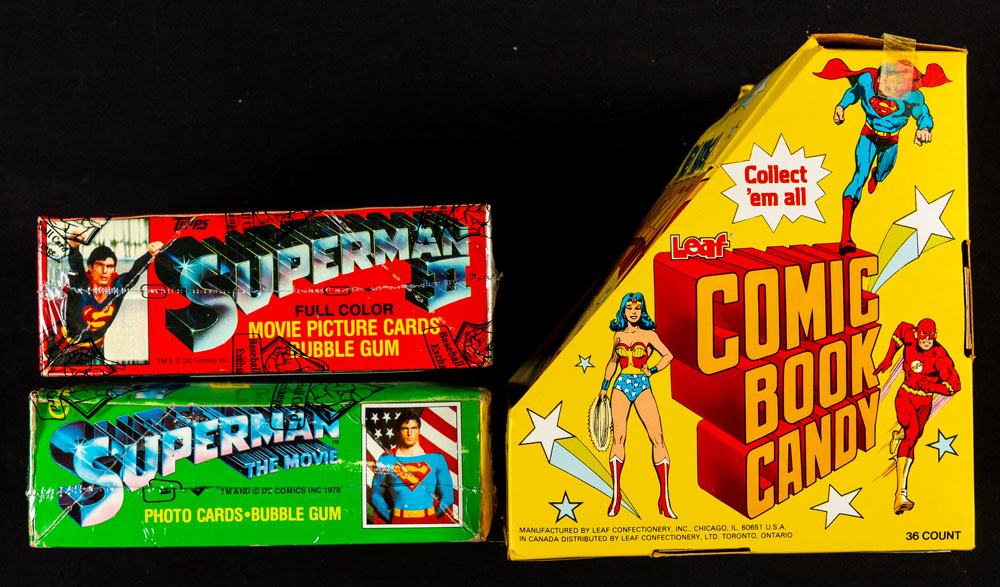 TOPPS
SUPERMAN II
FULL COLOR
MOVIE PICTURE CARDS
BUBBLE GUM
TM & © DC Comics Inc
Baseball
Baseball
SUPERMAN
THE MOVIE
TM AND © DC COMICS INC 1978
PHOTO CARDS•BUBBLE GUM
Collect
'em all
Leaf
COMIC
BOOK
CANDY
MANUFACTURED BY LEAF CONFECTIONERY, INC., CHICAGO, IL. 60651 U.S.A.
IN CANADA DISTRIBUTED BY LEAF CONFECTIONERY, LTD. TORONTO, ONTARIO
36 COUNT